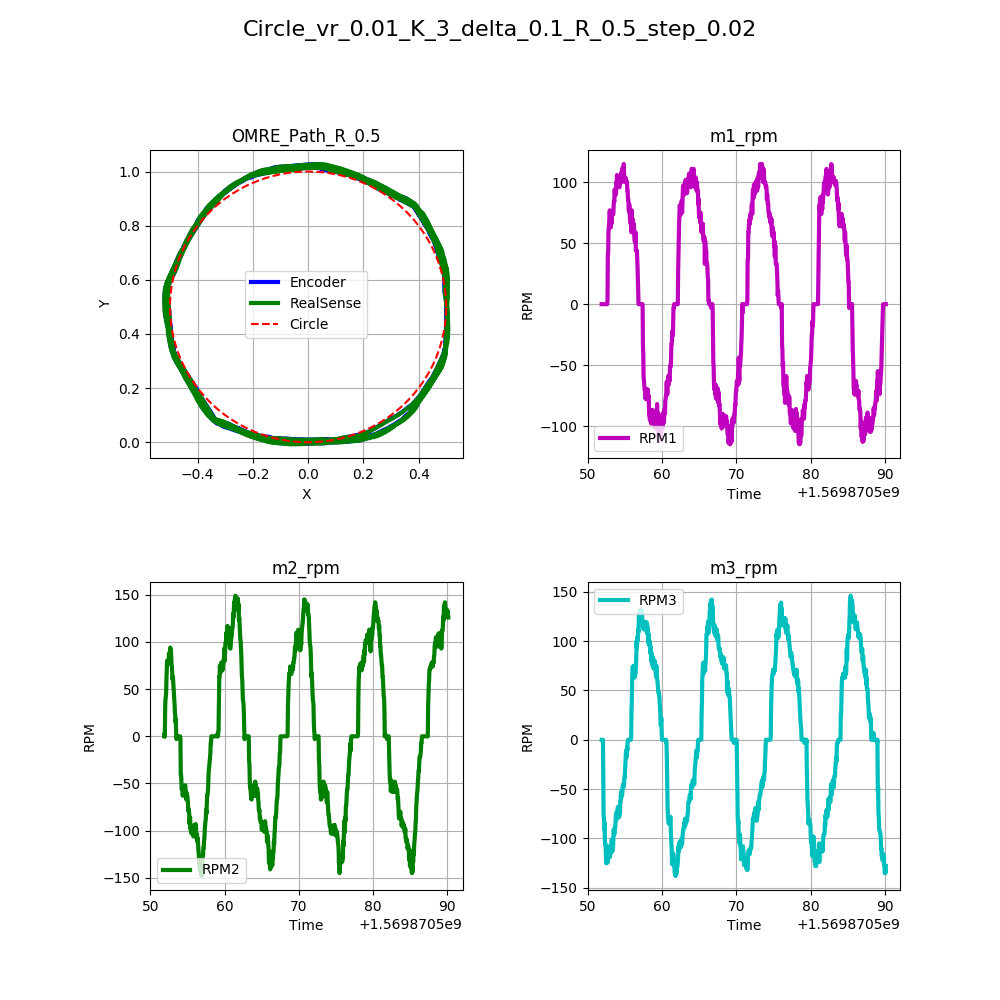 Circle_vr_0.01_K_3_delta_0.1_R_0.5_step_0.02
OMRE_Path_R_0.5
1.0
0.8
0.6
0.4
0.2
0.0
Y
Encoder
RealSense
Circle
−0.4 −0.2 0.0 0.2 0.4
X
m1_rpm
100
50
0
−50
−100
RPM
RPM1
50 60 70 80 90
Time +1.5698705e9
m2_rpm
150
100
50
0
−50
−100
−150
RPM
RPM2
50 60 70 80 90
Time +1.5698705e9
m3_rpm
RPM3
150
100
50
0
−50
−100
−150
RPM
50 60 70 80 90
Time +1.5698705e9